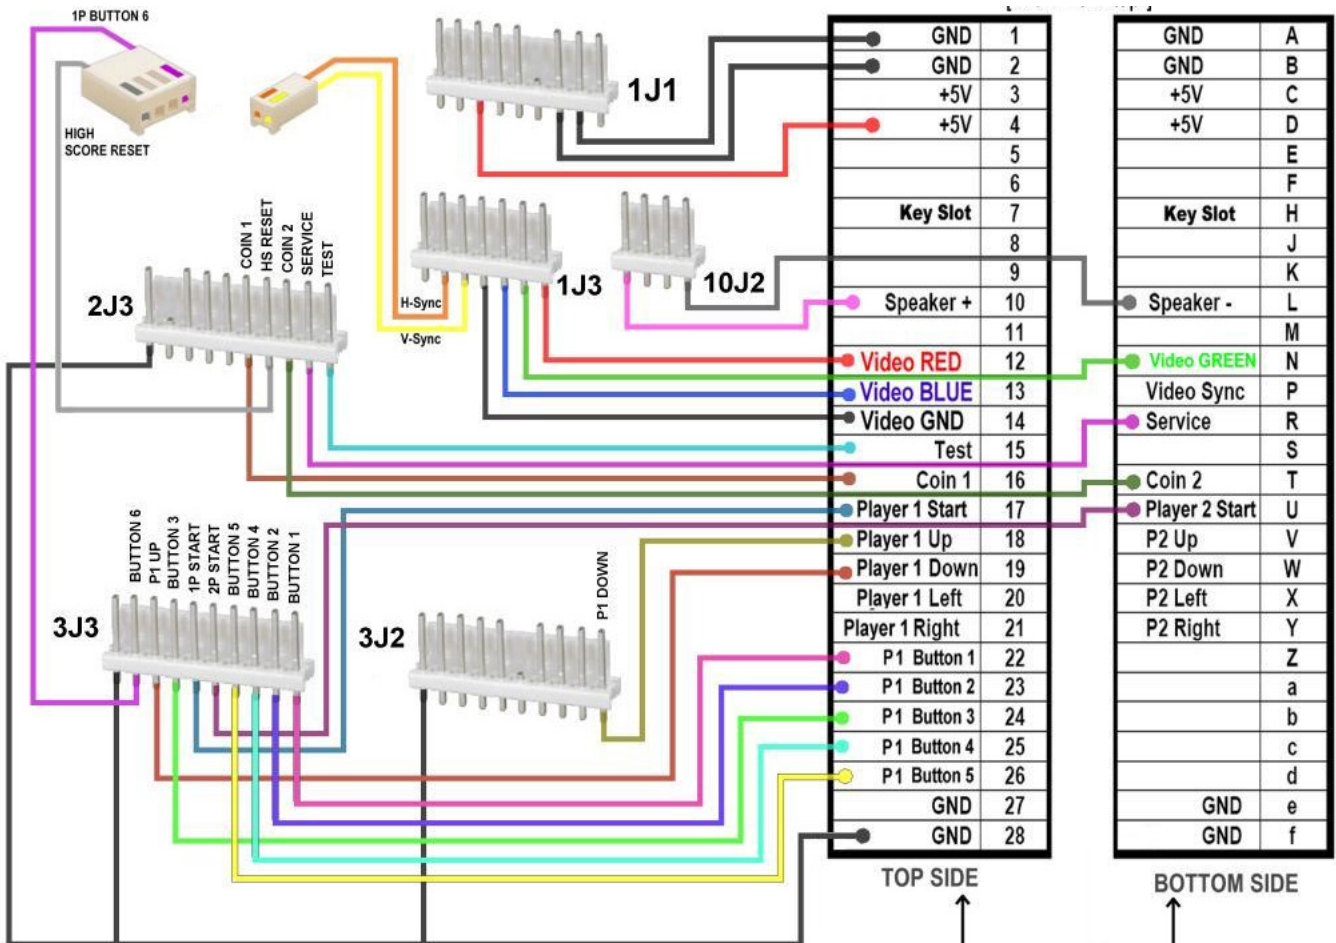 1P BUTTON 6
HIGH
SCORE RESET
1J1
COIN 1
HS RESET
COIN 2
SERVICE
TEST
2J3
H-Sync
V-Sync
1J3
10J2
BUTTON 6
P1 UP
BUTTON 3
1P START
2P START
BUTTON 5
BUTTON 4
BUTTON 2
BUTTON 1
3J3
P1 DOWN
3J2
GND 1
GND 2
+5V 3
+5V 4
5
6
Key Slot 7
8
9
Speaker + 10
11
Video RED 12
Video BLUE 13
Video GND 14
Test 15
Coin 1 16
Player 1 Start 17
Player 1 Up 18
Player 1 Down 19
Player 1 Left 20
Player 1 Right 21
P1 Button 1 22
P1 Button 2 23
P1 Button 3 24
P1 Button 4 25
P1 Button 5 26
GND 27
GND 28
TOP SIDE
GND A
GND B
+5V C
+5V D
E
F
Key Slot H
J
K
Speaker - L
M
Video GREEN N
Video Sync P
Service R
S
Coin 2 T
Player 2 Start U
P2 Up V
P2 Down W
P2 Left X
P2 Right Y
Z
a
b
c
d
GND e
GND f
BOTTOM SIDE